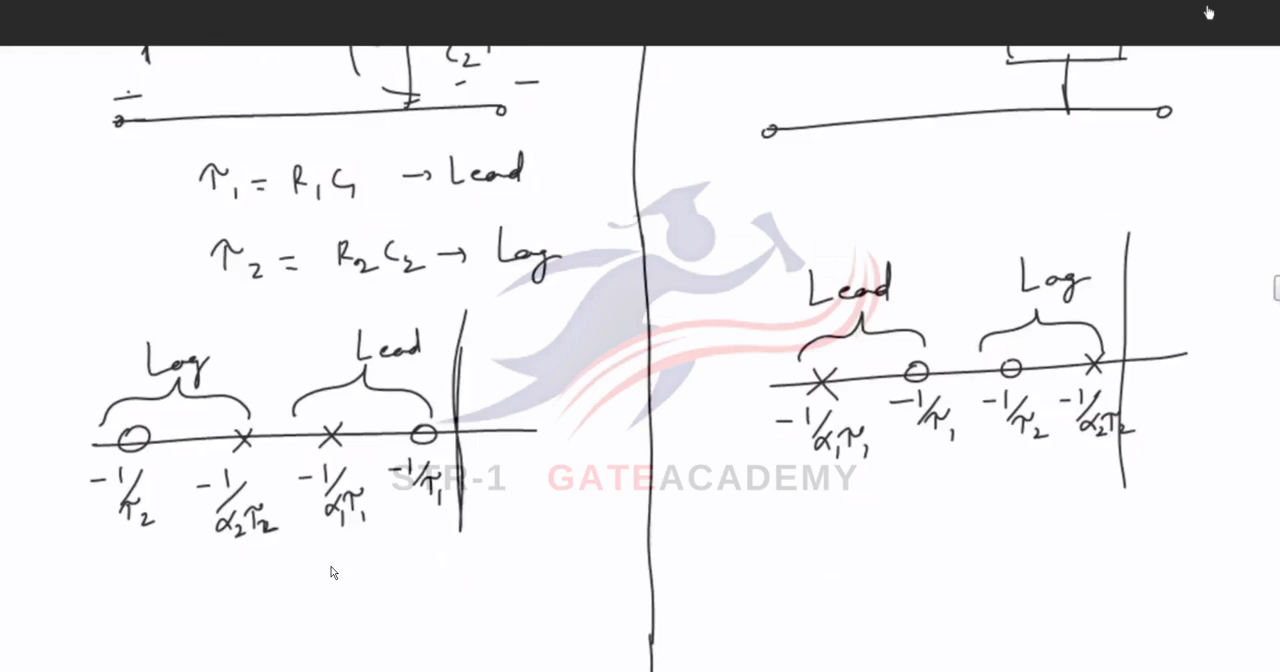 1 C2
τ1 = R1C1 → Lead
τ2 = R2C2 → Lag
Lag Lead
-1/τ2 -1/α2τ2 -1/α1τ1 -1/τ1
Lead Lag
-1/α1τ1 -1/τ1 -1/τ2 -1/α2τ2
GATEACADEMY